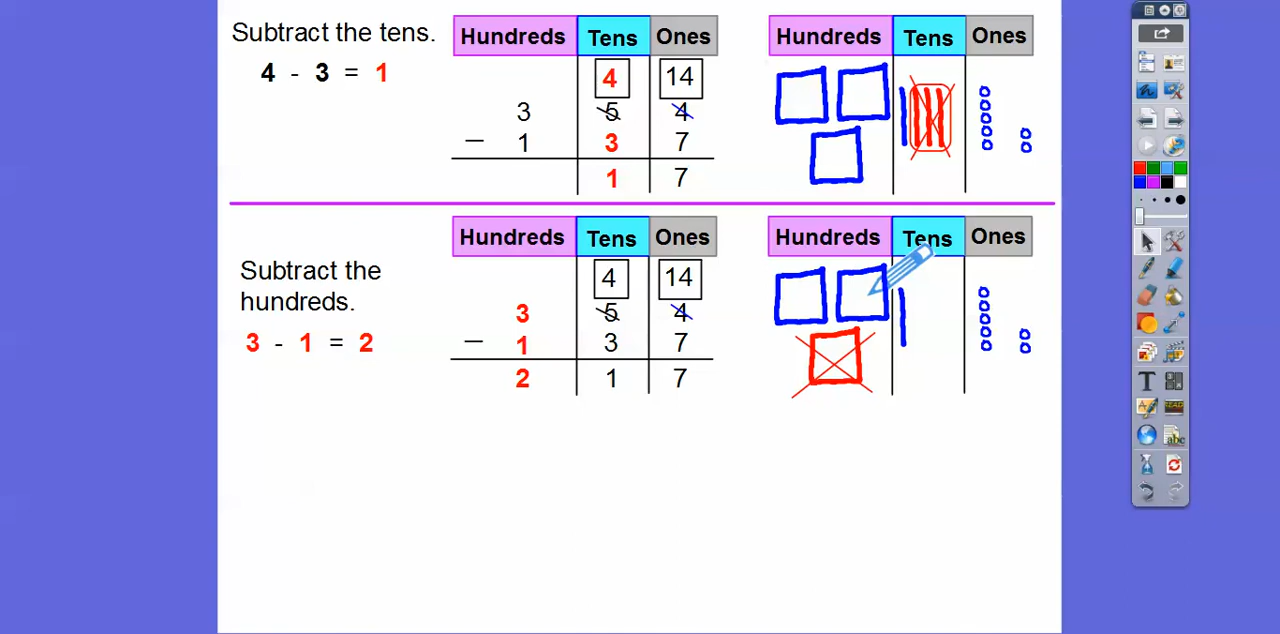 Subtract the tens.
4 - 3 = 1
Hundreds Tens Ones
4 14
3 5 4
− 1 3 7
1 7
Hundreds Tens Ones
Subtract the
hundreds.
3 - 1 = 2
Hundreds Tens Ones
4 14
3 5 4
− 1 3 7
2 1 7
Hundreds Tens Ones
T
abc